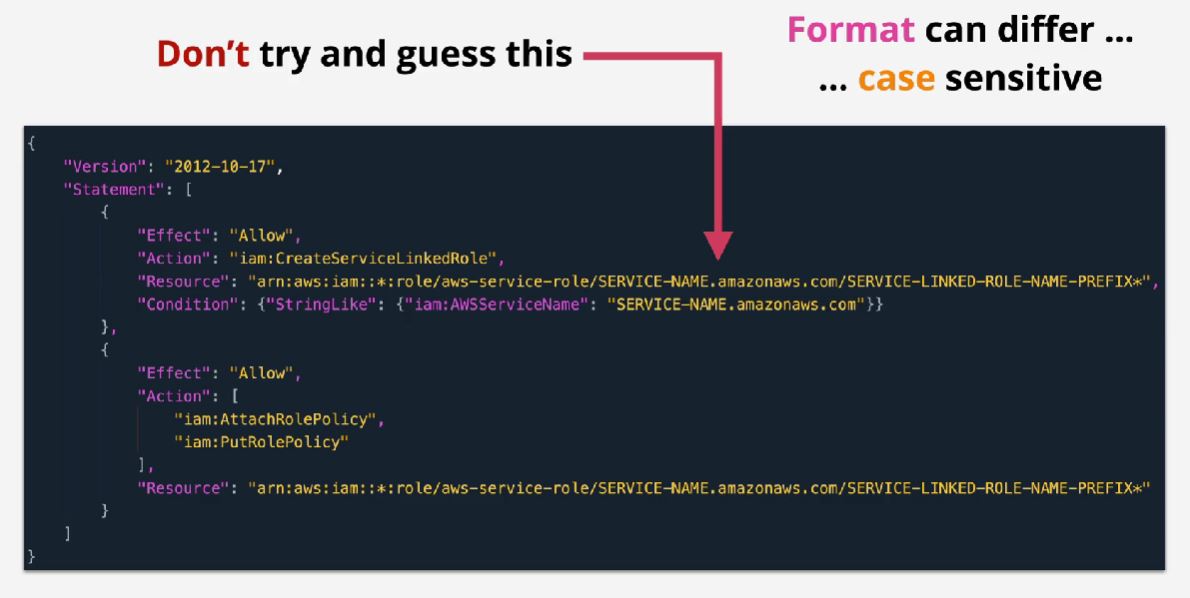 Don't try and guess this
Format can differ ...
... case sensitive
{
    "Version": "2012-10-17",
    "Statement": [
        {
            "Effect": "Allow",
            "Action": "iam:CreateServiceLinkedRole",
            "Resource": "arn:aws:iam::*:role/aws-service-role/SERVICE-NAME.amazonaws.com/SERVICE-LINKED-ROLE-NAME-PREFIX*",
            "Condition": {"StringLike": {"iam:AWSServiceName": "SERVICE-NAME.amazonaws.com"}}
        },
        {
            "Effect": "Allow",
            "Action": [
                "iam:AttachRolePolicy",
                "iam:PutRolePolicy"
            ],
            "Resource": "arn:aws:iam::*:role/aws-service-role/SERVICE-NAME.amazonaws.com/SERVICE-LINKED-ROLE-NAME-PREFIX*"
        }
    ]
}